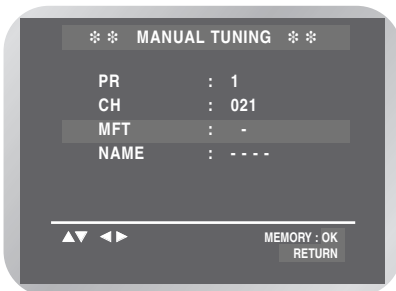 ❇ ❇ MANUAL TUNING ❇ ❇
PR : 1
CH : 021
MFT : -
NAME : - - - -
▲▼ ◀▶ MEMORY : OK
RETURN